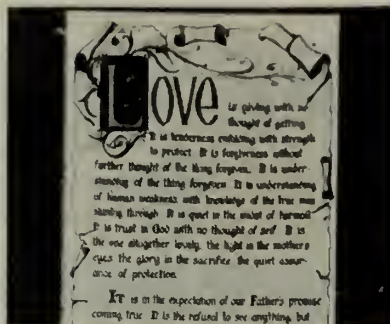 LOVE is giving with no
thought of getting
It is tenderness enfolding with strength
to protect. It is forgiveness without
further thought of the thing forgiven. It is under-
standing of the thing forgiven It is understanding
of human weakness with knowledge of the true man
shining through It is quiet in the midst of turmoil
It is trust in God with no thought of self It is
the one altogether lovely, the light in the mother's
eyes the glory in the sacrifice the quiet assur-
ance of protection.
IT is in the expectation of our Father's promise
coming true It is the refusal to see anything, but